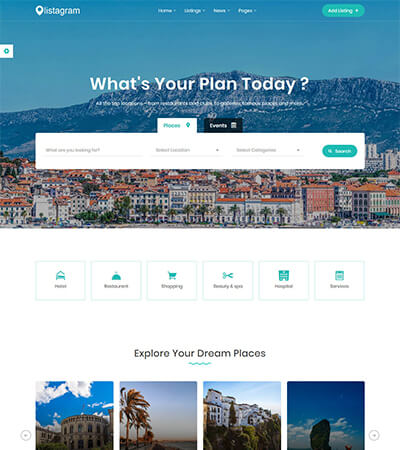 listagram
Home Listings News Pages
Add Listing
What's Your Plan Today ?
All the top locations – from restaurants and clubs, to galleries, famous places and more..
Places
Events
What are you looking for?
Select Location
Select Categories
Search
Hotel
Restaurent
Shopping
Beauty & spa
Hospital
Services
Explore Your Dream Places